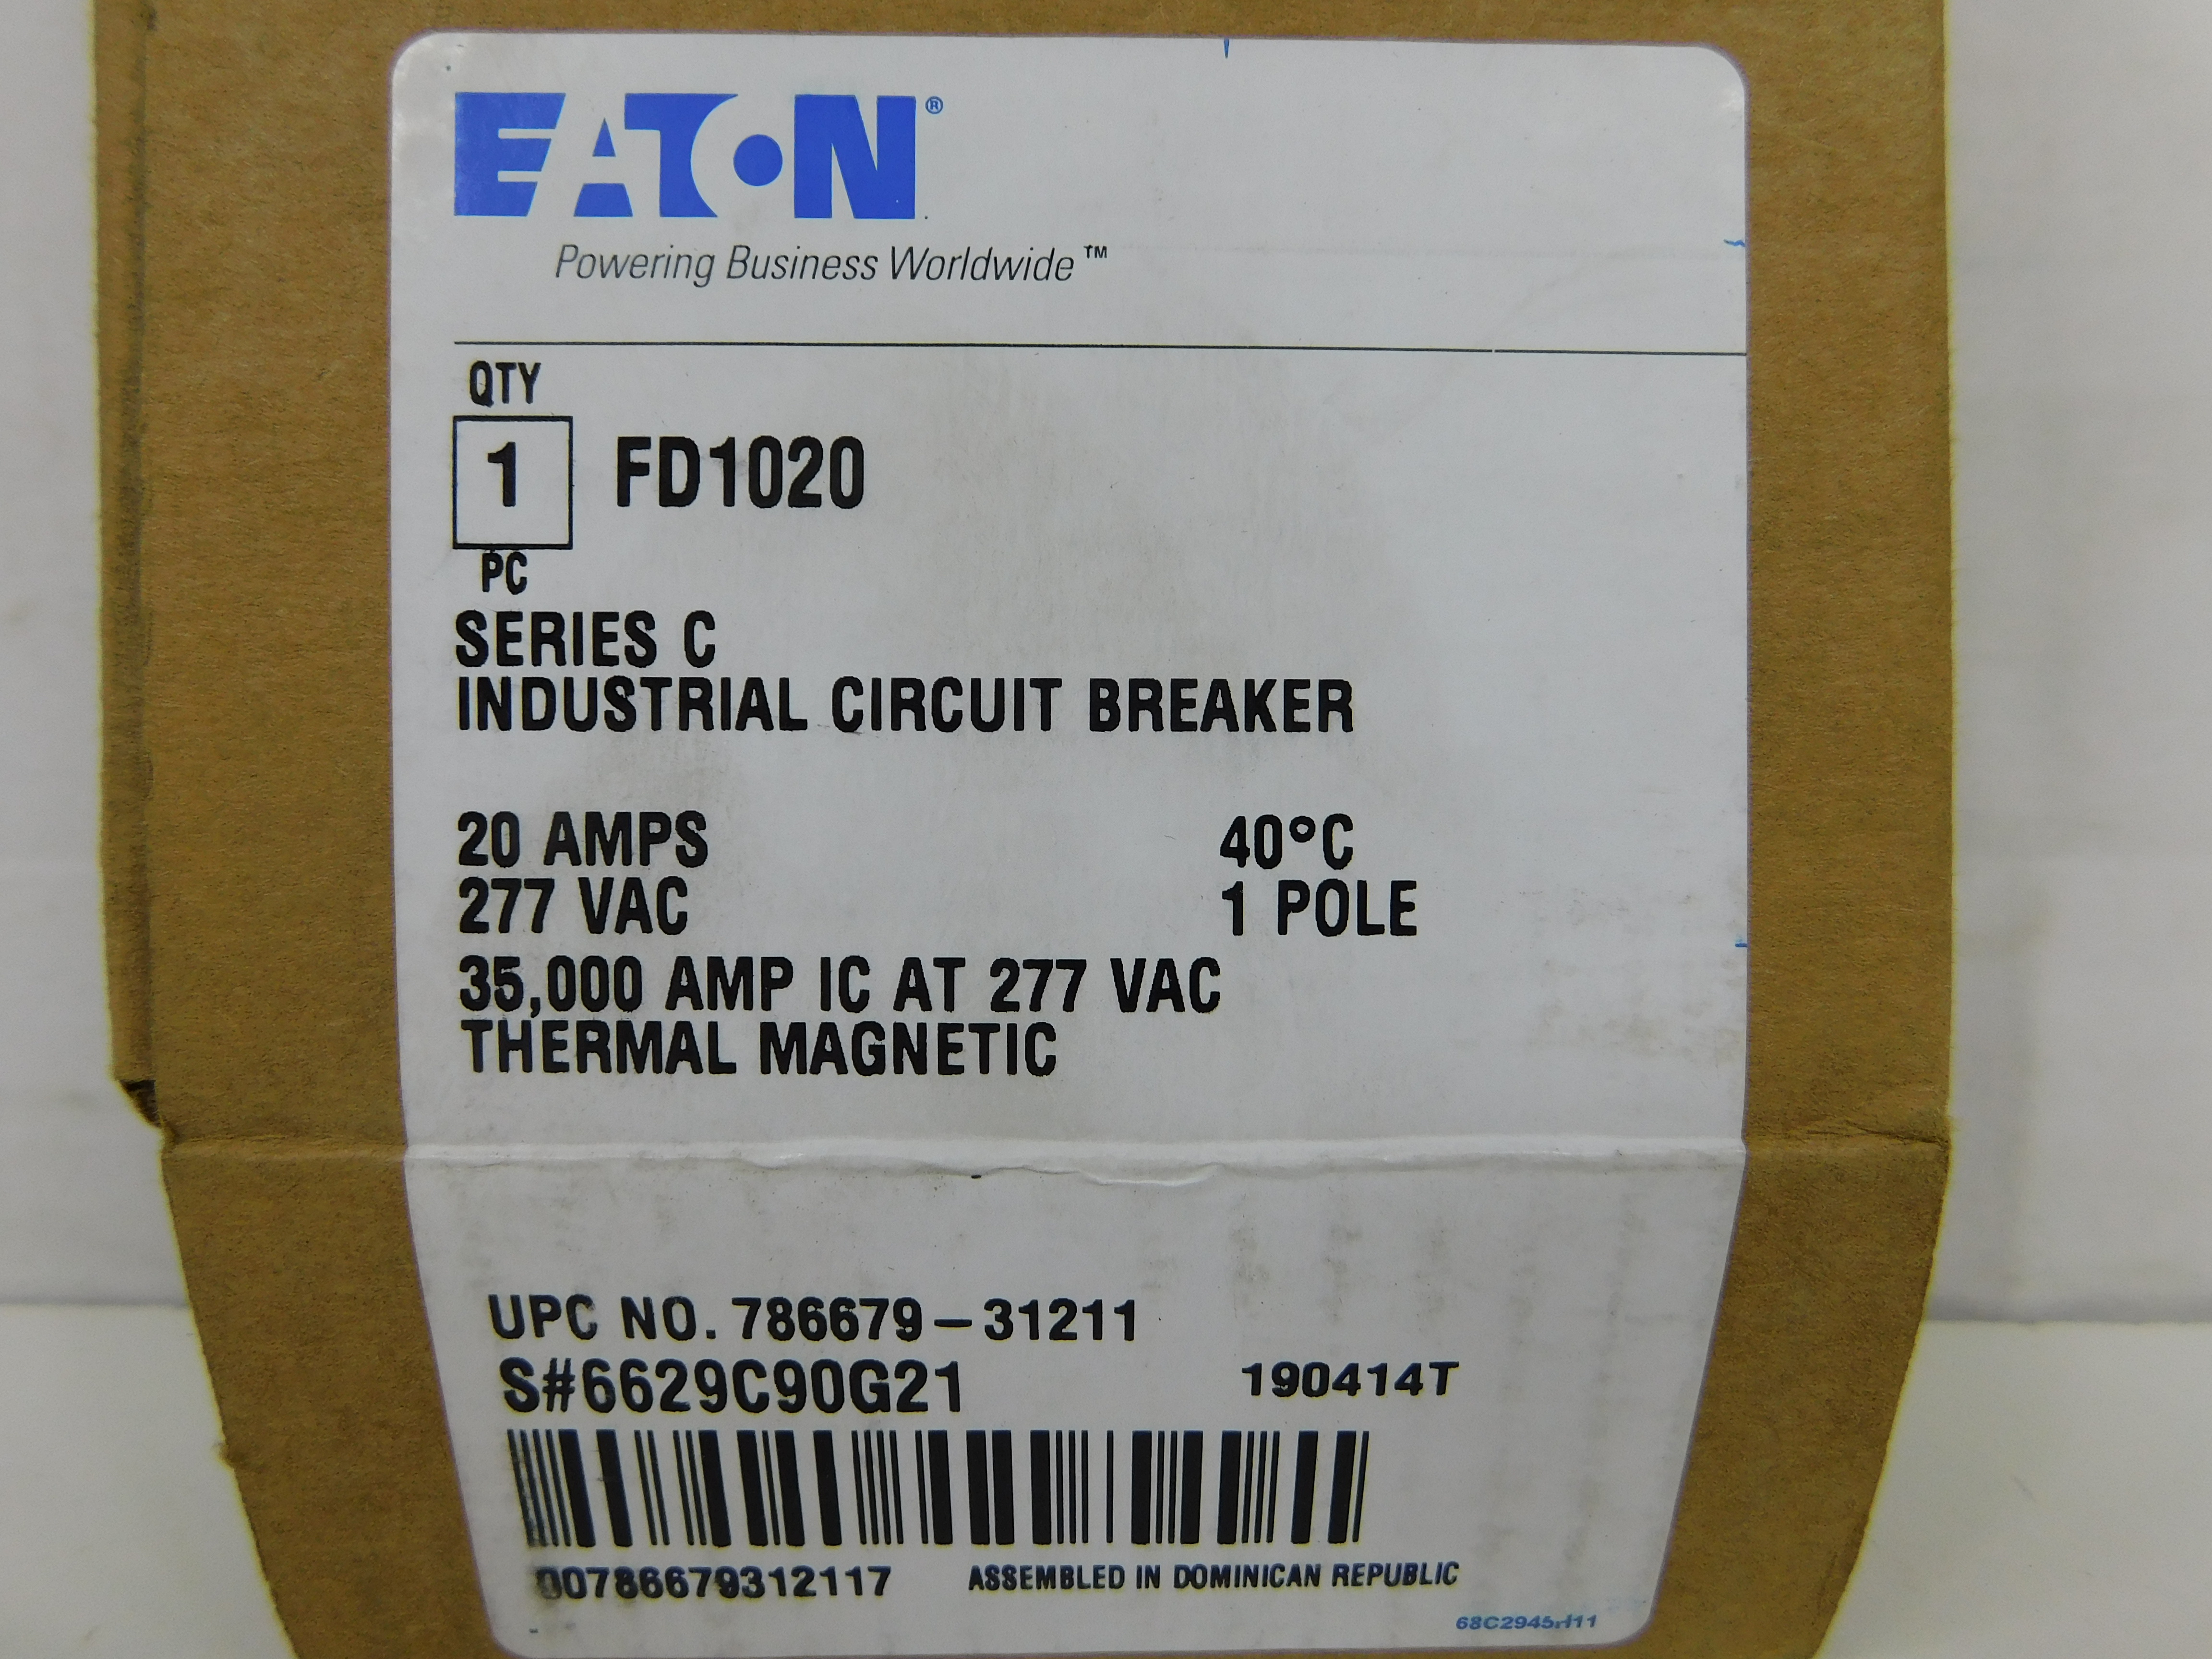 EATON®
Powering Business Worldwide™
QTY
1 FD1020
PC
SERIES C
INDUSTRIAL CIRCUIT BREAKER
20 AMPS 40°C
277 VAC 1 POLE
35,000 AMP IC AT 277 VAC
THERMAL MAGNETIC
UPC NO. 786679-31211
S#6629C90G21 190414T
00786679312117 ASSEMBLED IN DOMINICAN REPUBLIC